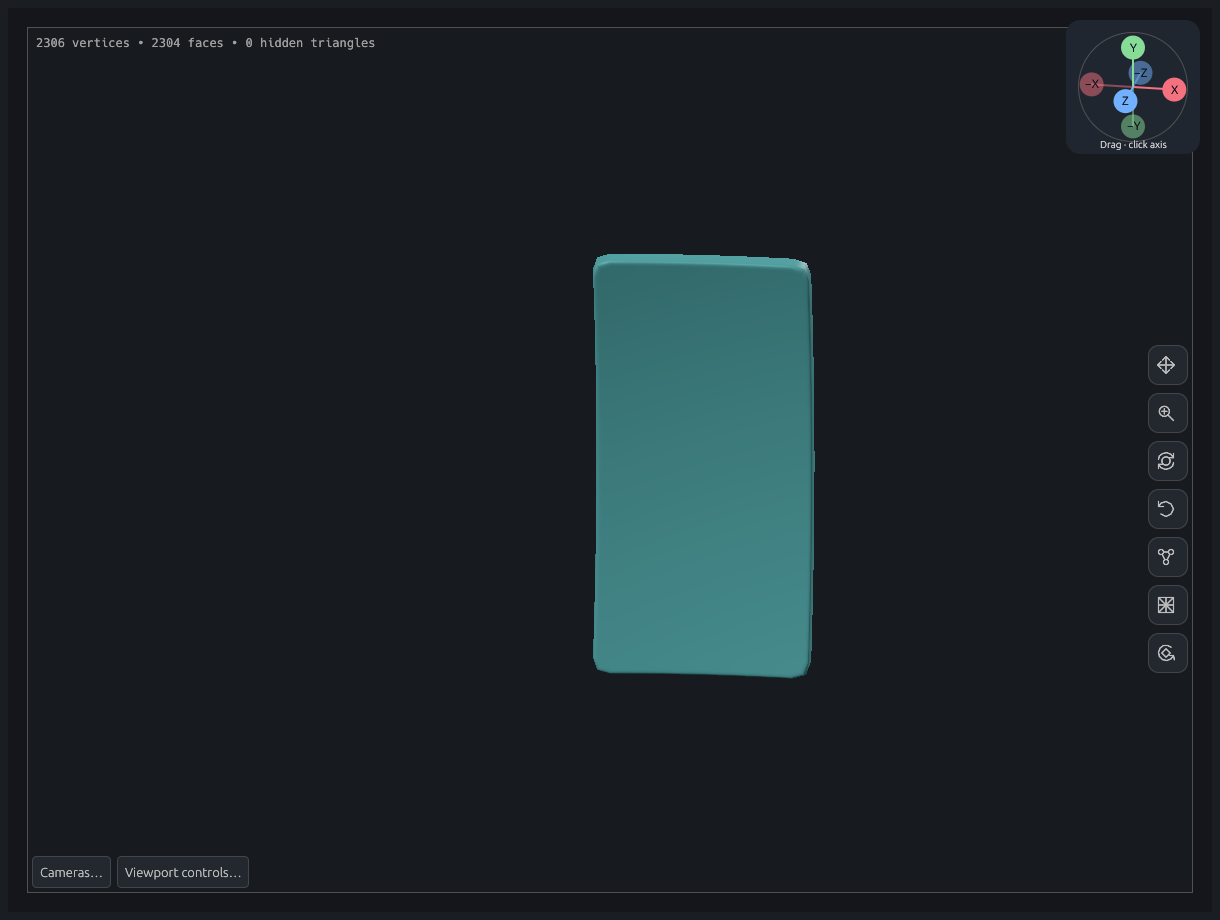 2306 vertices • 2304 faces • 0 hidden triangles
Y
−Z
−X
X
Z
−Y
Drag · click axis
Cameras…
Viewport controls…